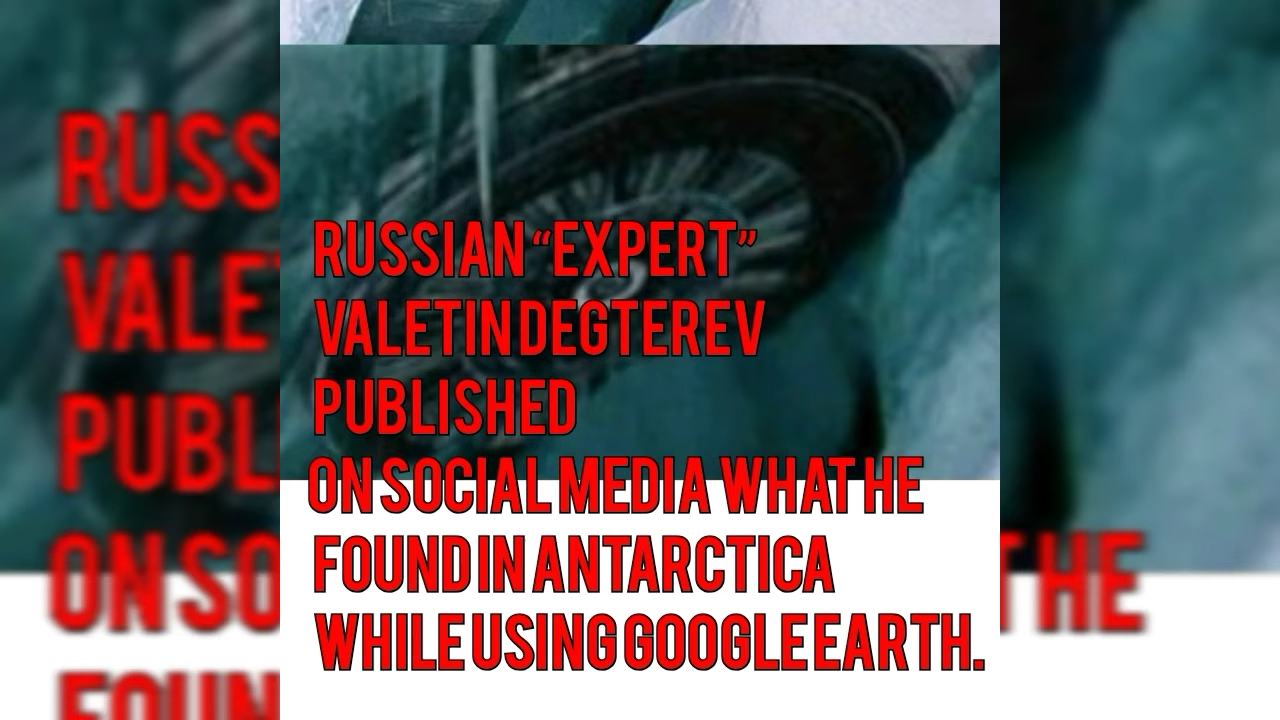 RUSSIAN “EXPERT”
VALETIN DEGTEREV
PUBLISHED
ON SOCIAL MEDIA WHAT HE
FOUND IN ANTARCTICA
WHILE USING GOOGLE EARTH.